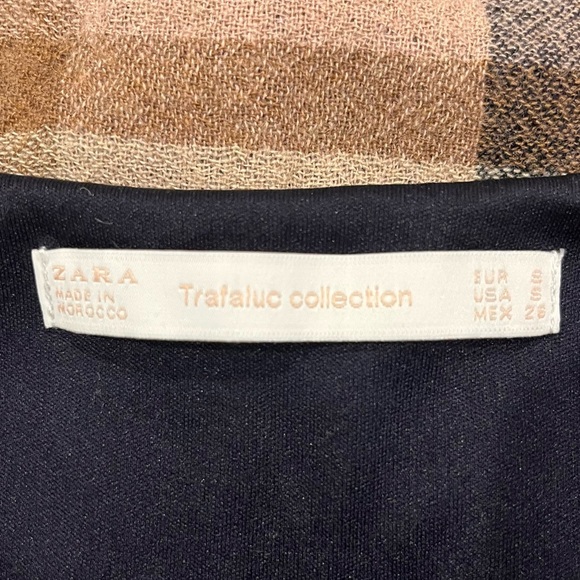 ZARA
MADE IN
MOROCCO
Trafaluc collection
EUR S
USA S
MEX 26